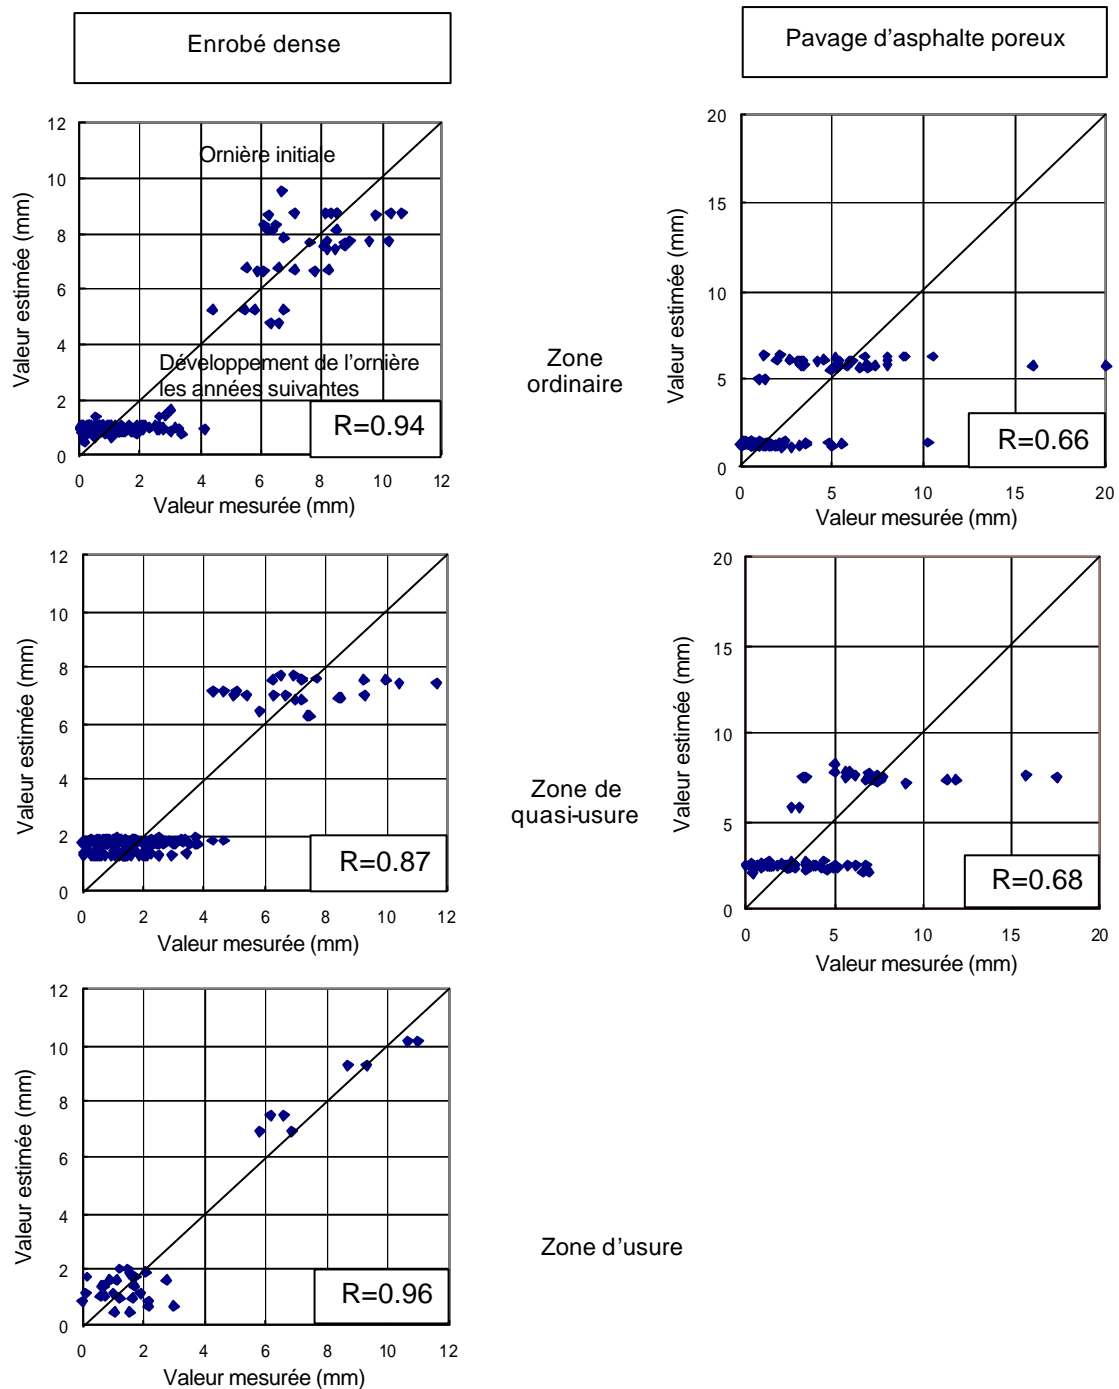 Enrobé dense
Pavage d'asphalte poreux
12
10
8
6
4
2
0
Valeur estimée (mm)
Ornière initiale
Développement de l'ornière
les années suivantes
R=0.94
0 2 4 6 8 10 12
Valeur mesurée (mm)
Zone
ordinaire
20
15
10
5
0
Valeur estimée (mm)
R=0.66
0 5 10 15 20
Valeur mesurée (mm)
12
10
8
6
4
2
0
Valeur estimée (mm)
R=0.87
0 2 4 6 8 10 12
Valeur mesurée (mm)
Zone de
quasi-usure
20
15
10
5
0
Valeur estimée (mm)
R=0.68
0 5 10 15 20
Valeur mesurée (mm)
12
10
8
6
4
2
0
Valeur estimée (mm)
R=0.96
0 2 4 6 8 10 12
Valeur mesurée (mm)
Zone d'usure